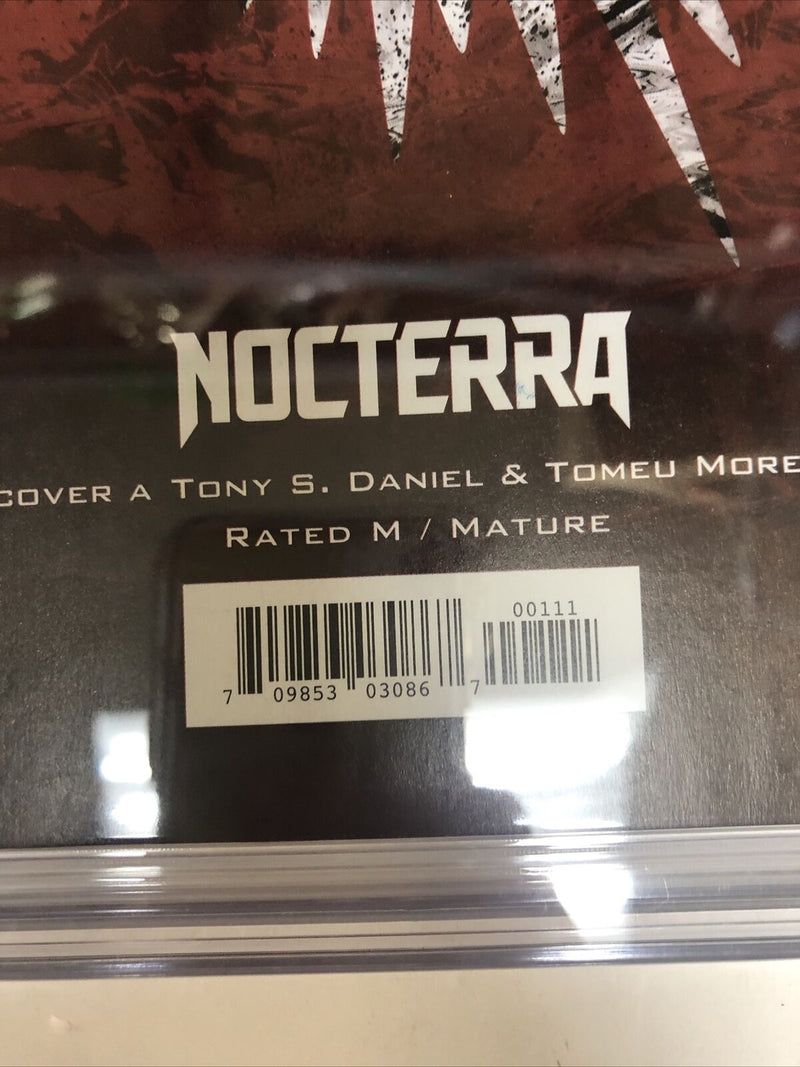 NOCTERRA
COVER A TONY S. DANIEL & TOMEU MORE
RATED M / MATURE
00111
7 09853 03086 7